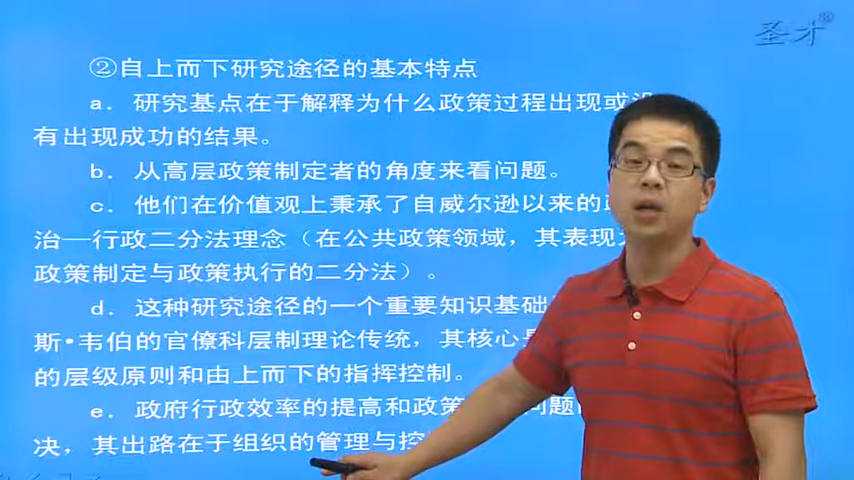 圣才®
②自上而下研究途径的基本特点
a. 研究基点在于解释为什么政策过程出现或
有出现成功的结果。
b. 从高层政策制定者的角度来看问题。
c. 他们在价值观上秉承了自威尔逊以来的
治—行政二分法理念（在公共政策领域，其表现
政策制定与政策执行的二分法）。
d. 这种研究途径的一个重要知识基础
斯•韦伯的官僚科层制理论传统，其核心
的层级原则和由上而下的指挥控制。
e. 政府行政效率的提高和政策 问题
决，其出路在于组织的管理与控